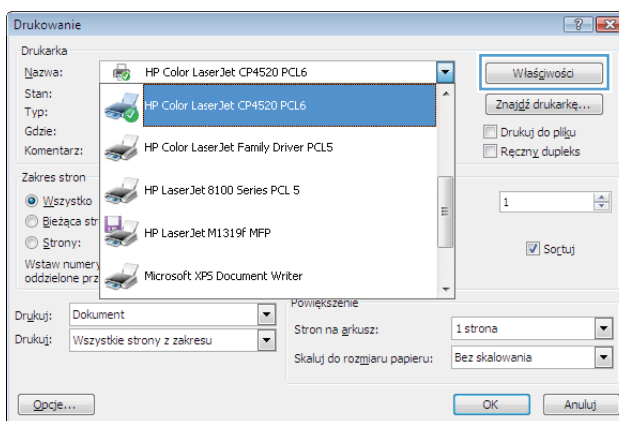 Drukowanie
Drukarka
Nazwa: HP Color LaserJet CP4520 PCL6 Właściwości
Stan: HP Color LaserJet CP4520 PCL6 Znajdź drukarkę...
Typ:
Gdzie: HP Color LaserJet Family Driver PCL5 Drukuj do pliku
Komentarz: Ręczny dupleks
Zakres stron
HP LaserJet 8100 Series PCL 5
Wszystko 1
Bieżąca str
HP LaserJet M1319f MFP
Strony: Sortuj
Wstaw numery
oddzielone prz Microsoft XPS Document Writer
Powiększenie
Drukuj: Dokument
Stron na arkusz: 1 strona
Drukuj: Wszystkie strony z zakresu
Skaluj do rozmiaru papieru: Bez skalowania
Opcje... OK Anuluj